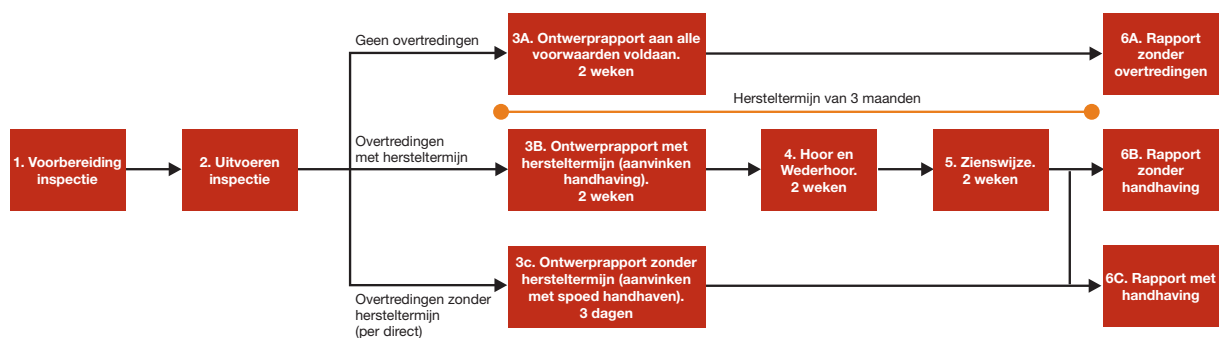 Geen overtredingen
3A. Ontwerprapport aan alle
voorwaarden voldaan.
2 weken
6A. Rapport
zonder
overtredingen
Hersteltermijn van 3 maanden
1. Voorbereiding
inspectie
2. Uitvoeren
inspectie
Overtredingen
met hersteltermijn
3B. Ontwerprapport met
hersteltermijn (aanvinken
handhaving).
2 weken
4. Hoor en
Wederhoor.
2 weken
5. Zienswijze.
2 weken
6B. Rapport
zonder
handhaving
3c. Ontwerprapport zonder
hersteltermijn (aanvinken
met spoed handhaven).
3 dagen
6C. Rapport met
handhaving
Overtredingen zonder
hersteltermijn
(per direct)